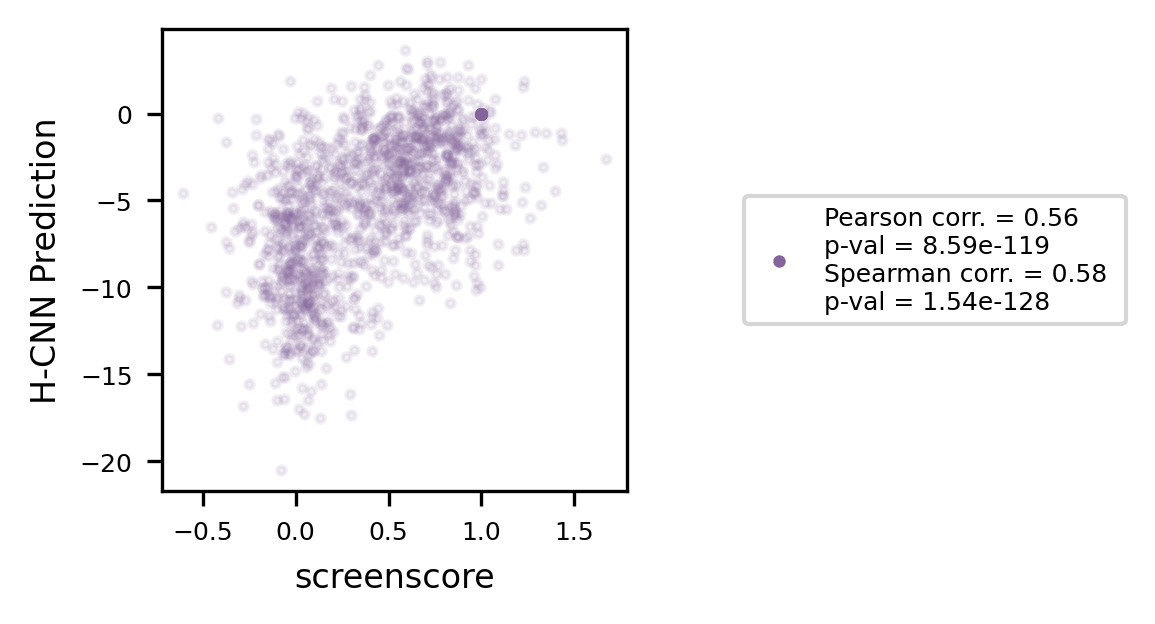 0
−5
−10
−15
−20
H-CNN Prediction
−0.5 0.0 0.5 1.0 1.5
screenscore
Pearson corr. = 0.56
p-val = 8.59e-119
Spearman corr. = 0.58
p-val = 1.54e-128